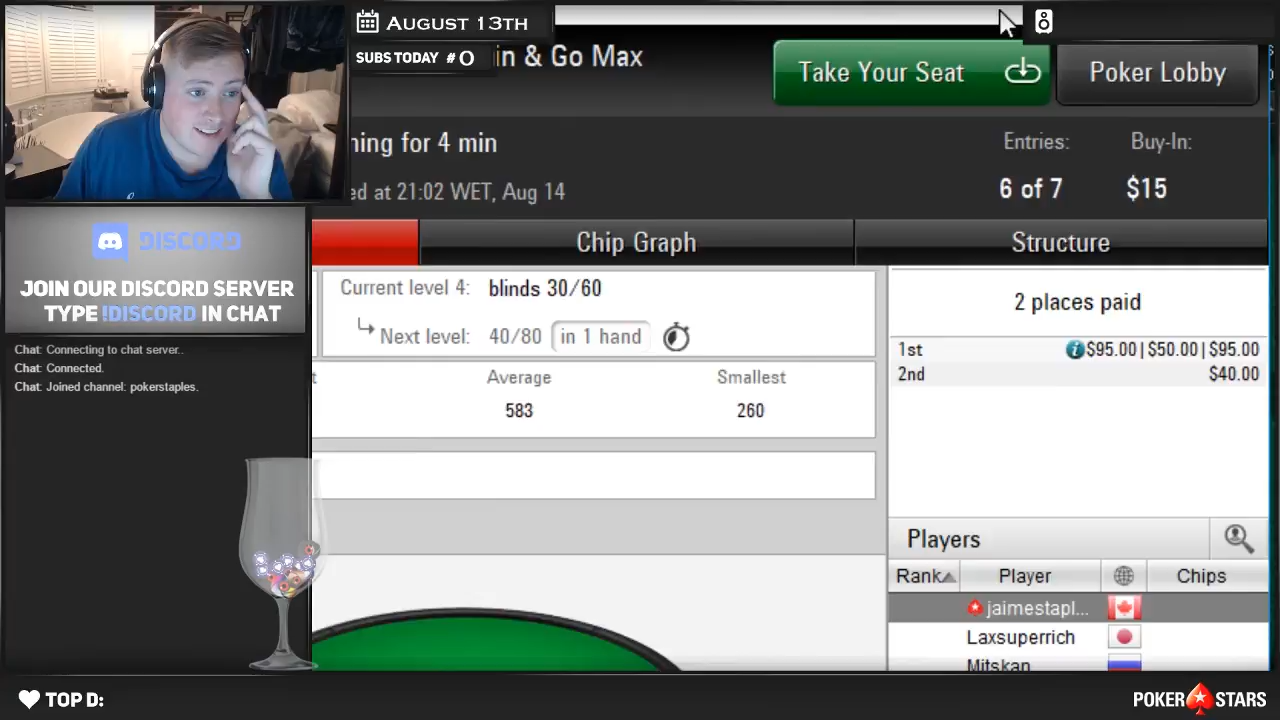 AUGUST 13TH
SUBS TODAY # 0
in & Go Max
Take Your Seat
Poker Lobby
ning for 4 min
ed at 21:02 WET, Aug 14
Entries:
Buy-In:
6 of 7
$15
Chip Graph
Structure
DISCORD
JOIN OUR DISCORD SERVER
TYPE !DISCORD IN CHAT
Chat: Connecting to chat server..
Chat: Connected.
Chat: Joined channel: pokerstaples.
Current level 4: blinds 30/60
Next level: 40/80 in 1 hand
t
Average
Smallest
583
260
2 places paid
1st $95.00 | $50.00 | $95.00
2nd $40.00
Players
Rank Player Chips
jaimestapl...
Laxsuperrich
Mitskan
TOP D:
POKER STARS